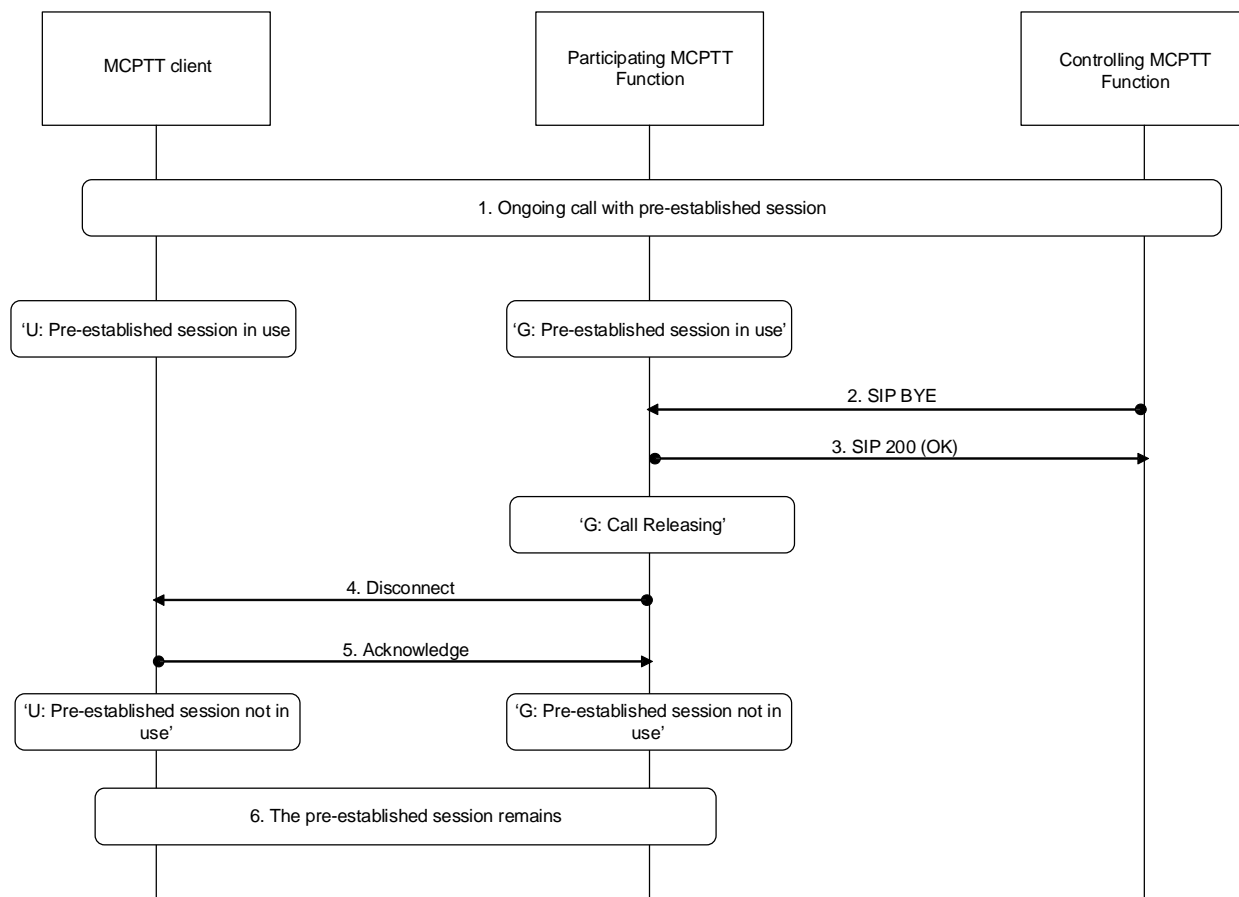 MCPTT client
Participating MCPTT
Function
Controlling MCPTT
Function
1. Ongoing call with pre-established session
‘U: Pre-established session in use
‘G: Pre-established session in use’
2. SIP BYE
3. SIP 200 (OK)
‘G: Call Releasing’
4. Disconnect
5. Acknowledge
‘U: Pre-established session not in
use’
‘G: Pre-established session not in
use’
6. The pre-established session remains